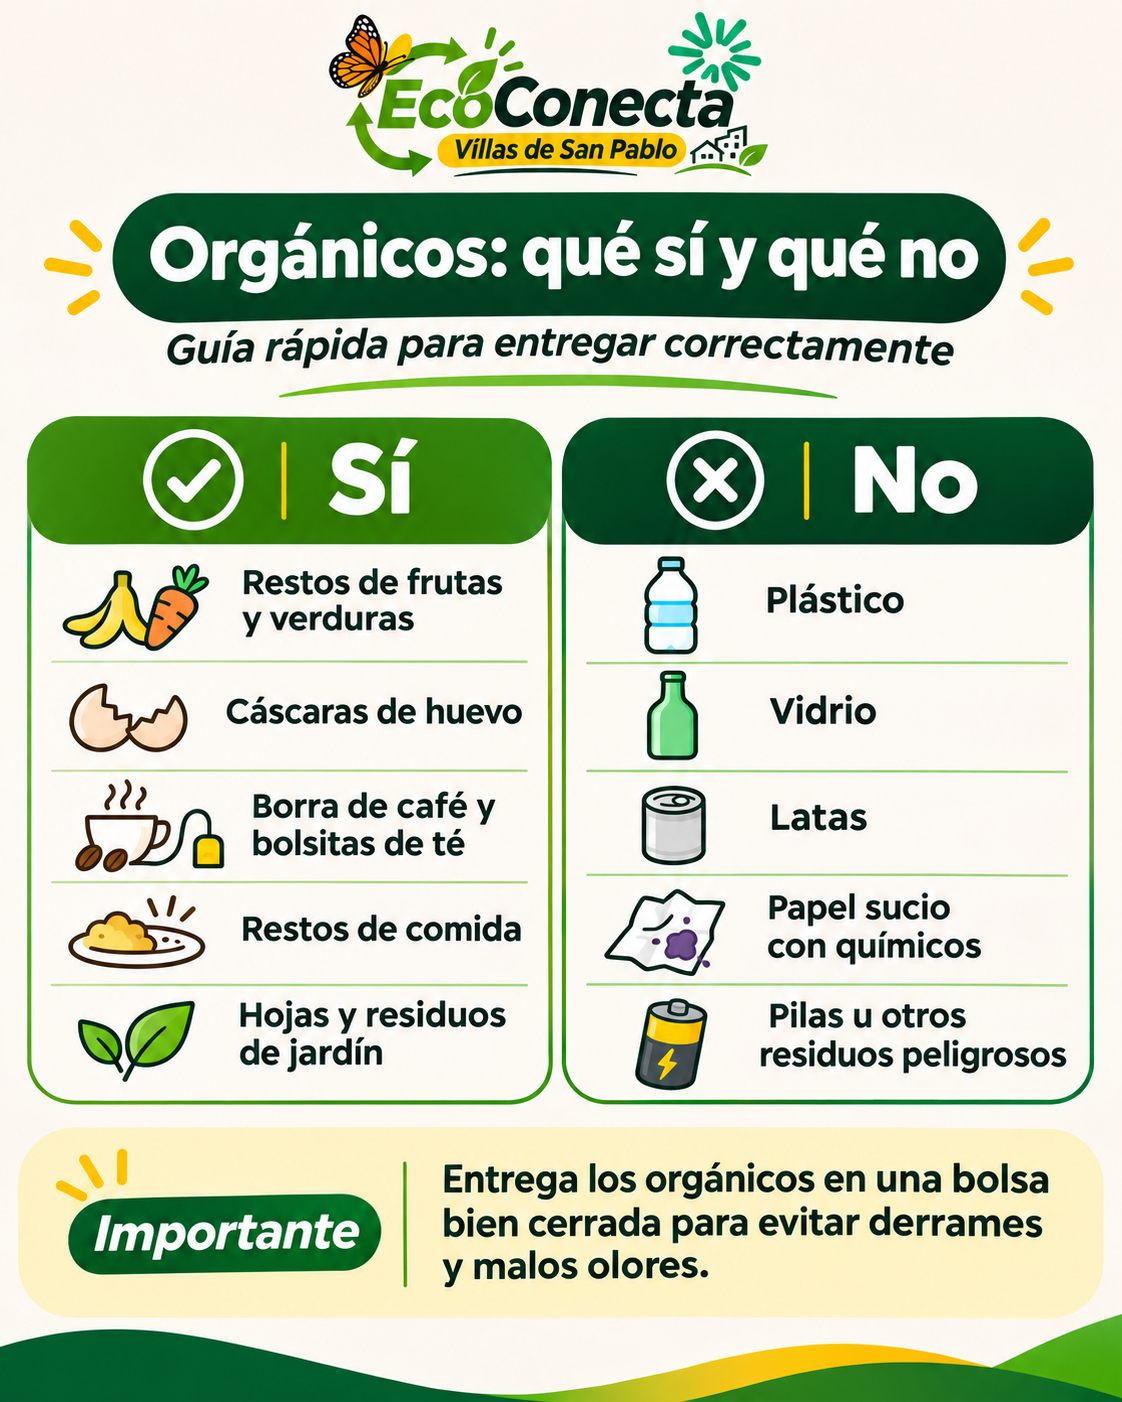 EcoConecta
Villas de San Pablo
Orgánicos: qué sí y qué no
Guía rápida para entregar correctamente
Sí
Restos de frutas
y verduras
Cáscaras de huevo
Borra de café y
bolsitas de té
Restos de comida
Hojas y residuos
de jardín
No
Plástico
Vidrio
Latas
Papel sucio
con químicos
Pilas u otros
residuos peligrosos
Importante
Entrega los orgánicos en una bolsa
bien cerrada para evitar derrames
y malos olores.